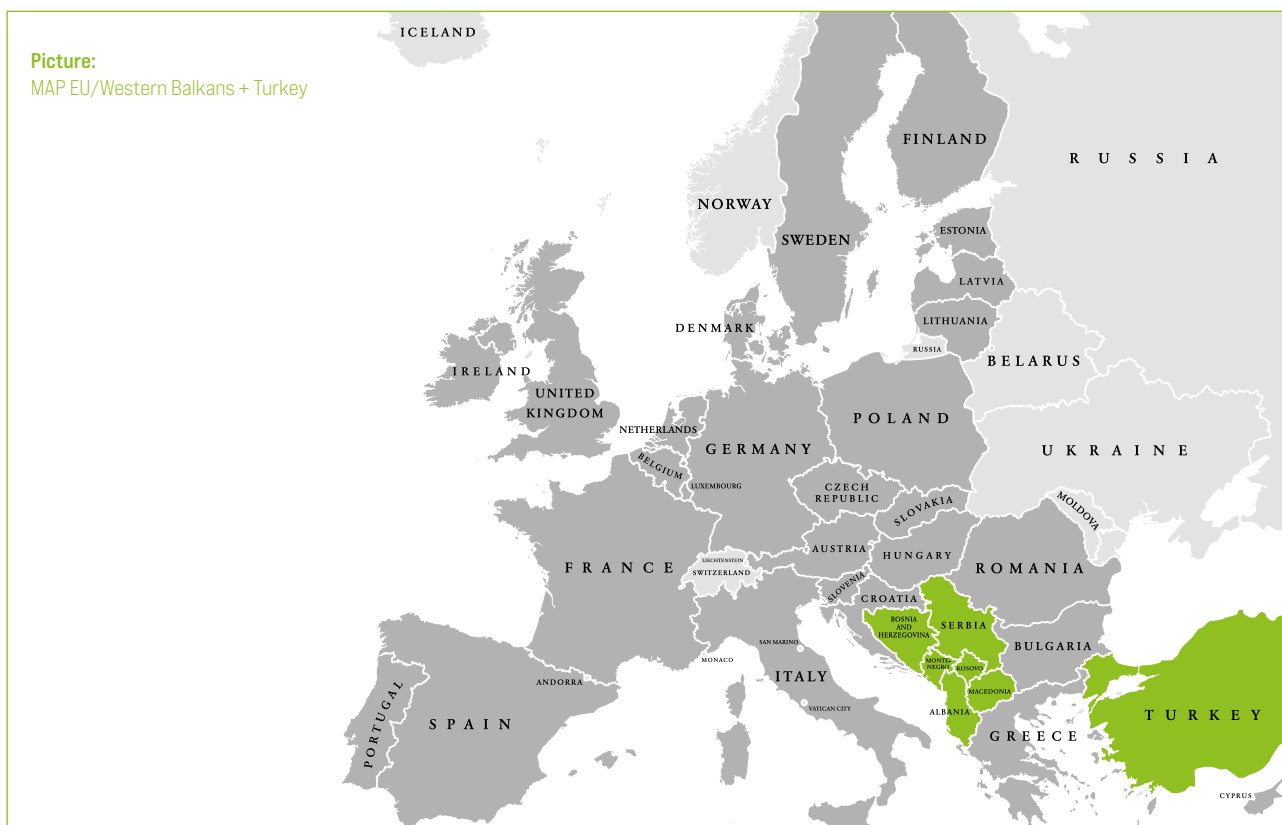 Picture:
MAP EU/Western Balkans + Turkey
ICELAND
FINLAND
RUSSIA
NORWAY
SWEDEN
ESTONIA
LATVIA
LITHUANIA
DENMARK
RUSSIA
BELARUS
IRELAND
UNITED
KINGDOM
POLAND
NETHERLANDS
GERMANY
UKRAINE
BELGIUM
LUXEMBOURG
CZECH
REPUBLIC
SLOVAKIA
MOLDOVA
AUSTRIA
HUNGARY
FRANCE
LIECHTENSTEIN
SWITZERLAND
ROMANIA
SLOVENIA
CROATIA
BOSNIA
AND
HERZEGOVINA
SERBIA
SAN MARINO
BULGARIA
MONACO
MONTE-
NEGRO
KOSOVO
ITALY
ANDORRA
MACEDONIA
PORTUGAL
SPAIN
VATICAN CITY
ALBANIA
GREECE
TURKEY
CYPRUS